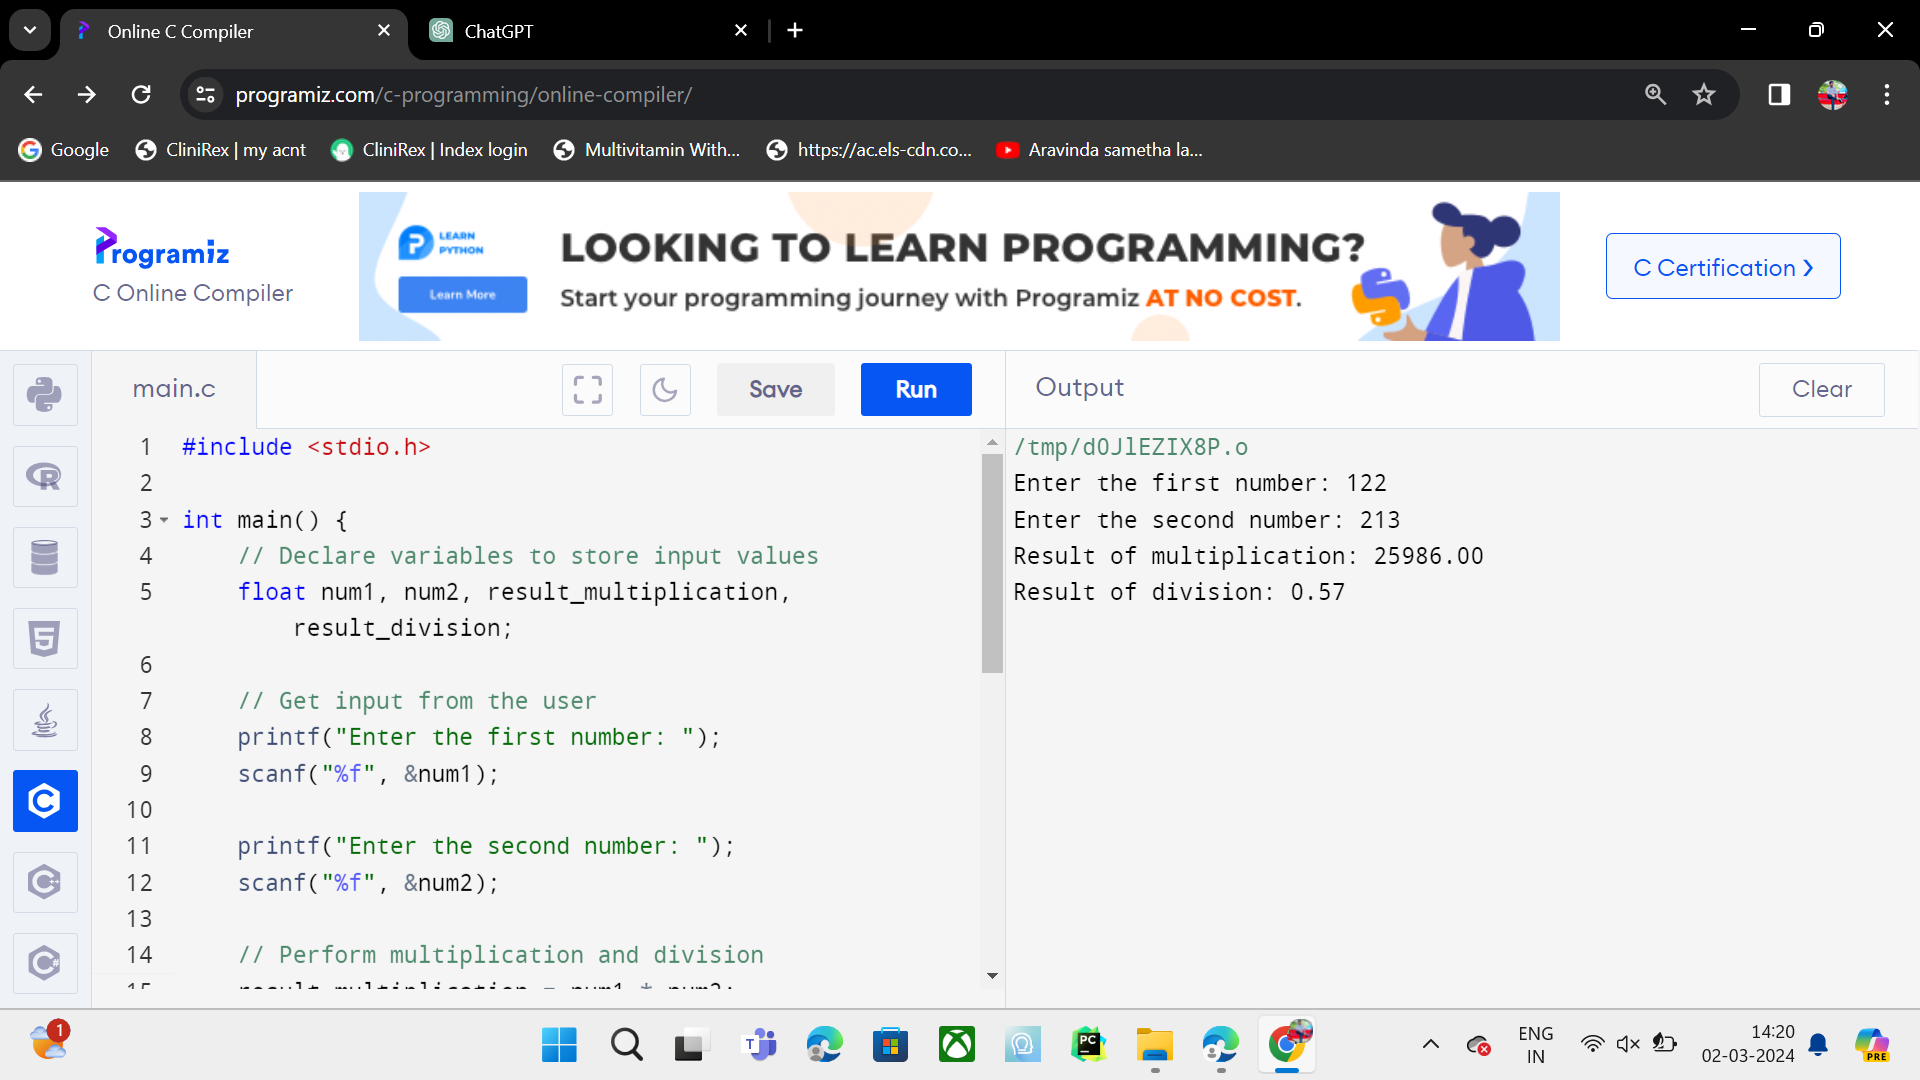 Online C Compiler
ChatGPT
programiz.com/c-programming/online-compiler/
Google
CliniRex | my acnt
CliniRex | Index login
Multivitamin With...
https://ac.els-cdn.co...
Aravinda sametha la...
Programiz
C Online Compiler
LEARN
PYTHON
Learn More
LOOKING TO LEARN PROGRAMMING?
Start your programming journey with Programiz AT NO COST.
C Certification >
main.c
Save
Run
Output
Clear
1 #include <stdio.h>
2
3 int main() {
4 // Declare variables to store input values
5 float num1, num2, result_multiplication,
result_division;
6
7 // Get input from the user
8 printf("Enter the first number: ");
9 scanf("%f", &num1);
10
11 printf("Enter the second number: ");
12 scanf("%f", &num2);
13
14 // Perform multiplication and division
15 result_multiplication = num1 * num2;
/tmp/dOJlEZIX8P.o
Enter the first number: 122
Enter the second number: 213
Result of multiplication: 25986.00
Result of division: 0.57
1
ENG
IN
14:20
02-03-2024
PRE